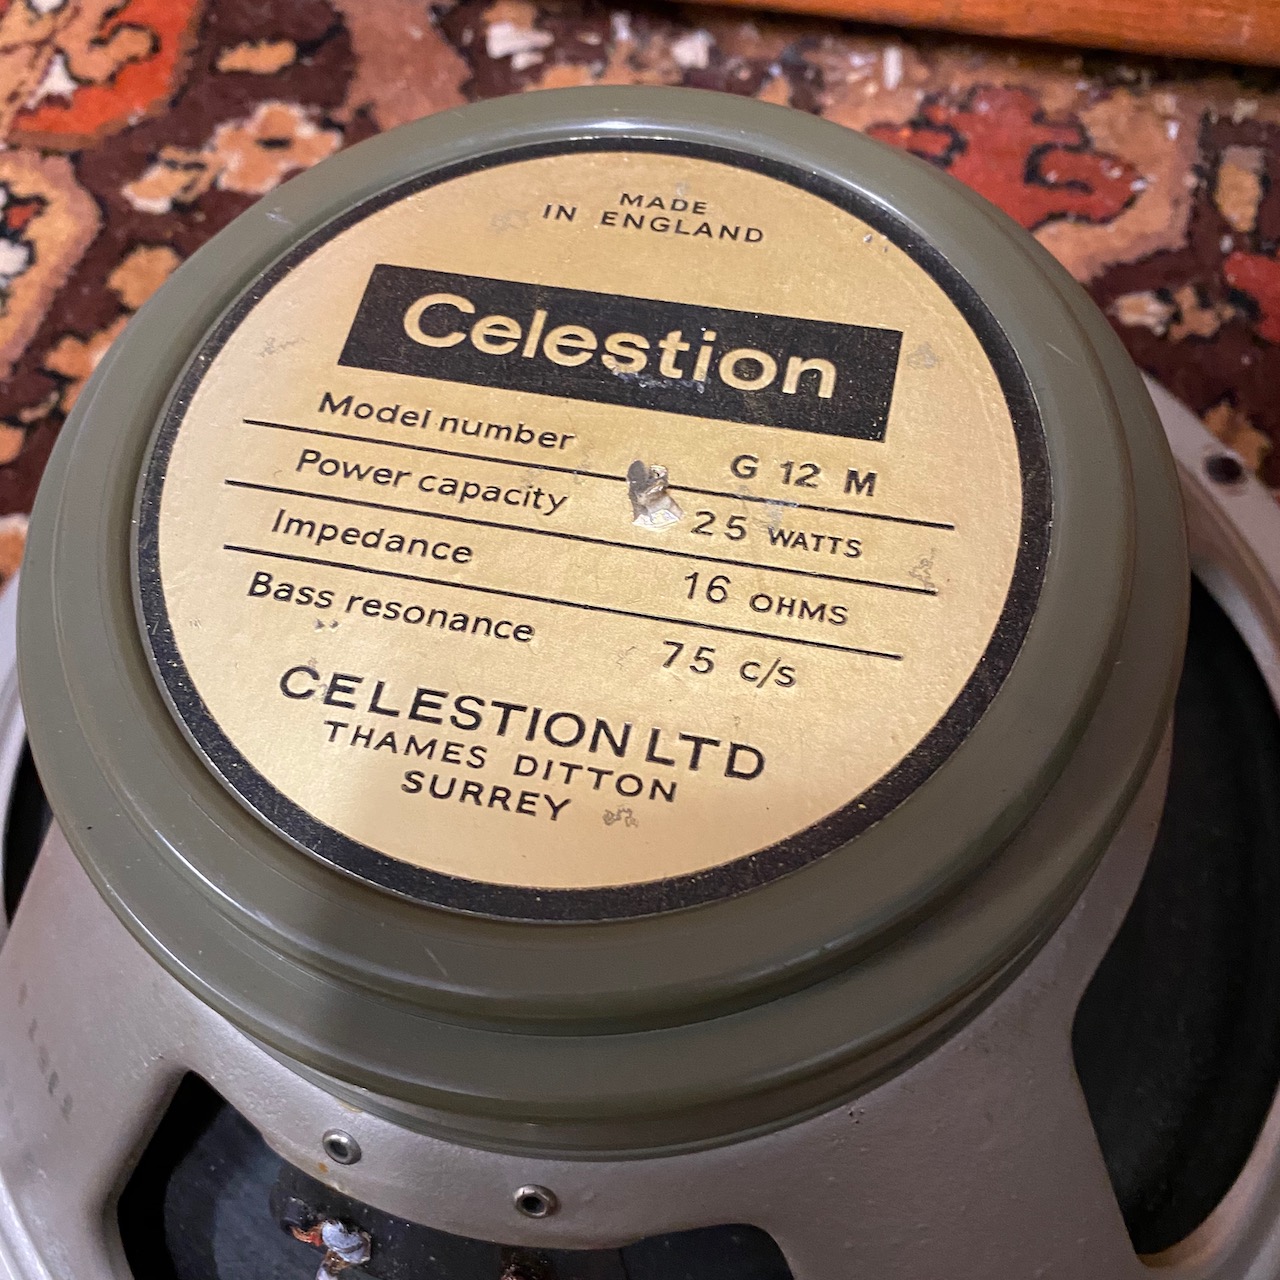 MADE
IN ENGLAND
Celestion
Model number G 12 M
Power capacity 25 WATTS
Impedance 16 OHMS
Bass resonance 75 c/s
CELESTION LTD
THAMES DITTON
SURREY